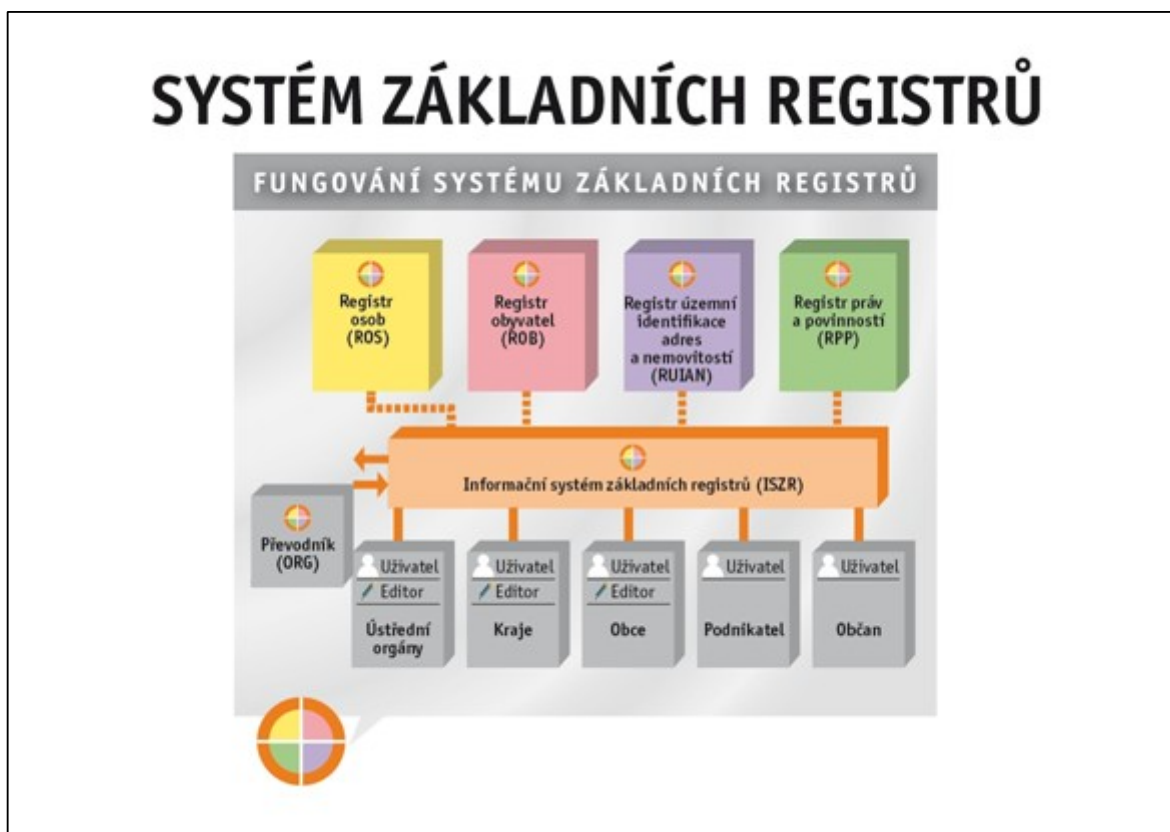 SYSTÉM ZÁKLADNÍCH REGISTRŮ
FUNGOVÁNÍ SYSTÉMU ZÁKLADNÍCH REGISTRŮ
Registr
osob
(ROS)
Registr
obyvatel
(ROB)
Registr územní
identifikace
adres
a nemovitostí
(RUIAN)
Registr práv
a povinností
(RPP)
Informační systém základních registrů (ISZR)
Převodník
(ORG)
Uživatel
Editor
Ústřední
orgány
Uživatel
Editor
Kraje
Uživatel
Editor
Obce
Uživatel
Podnikatel
Uživatel
Občan